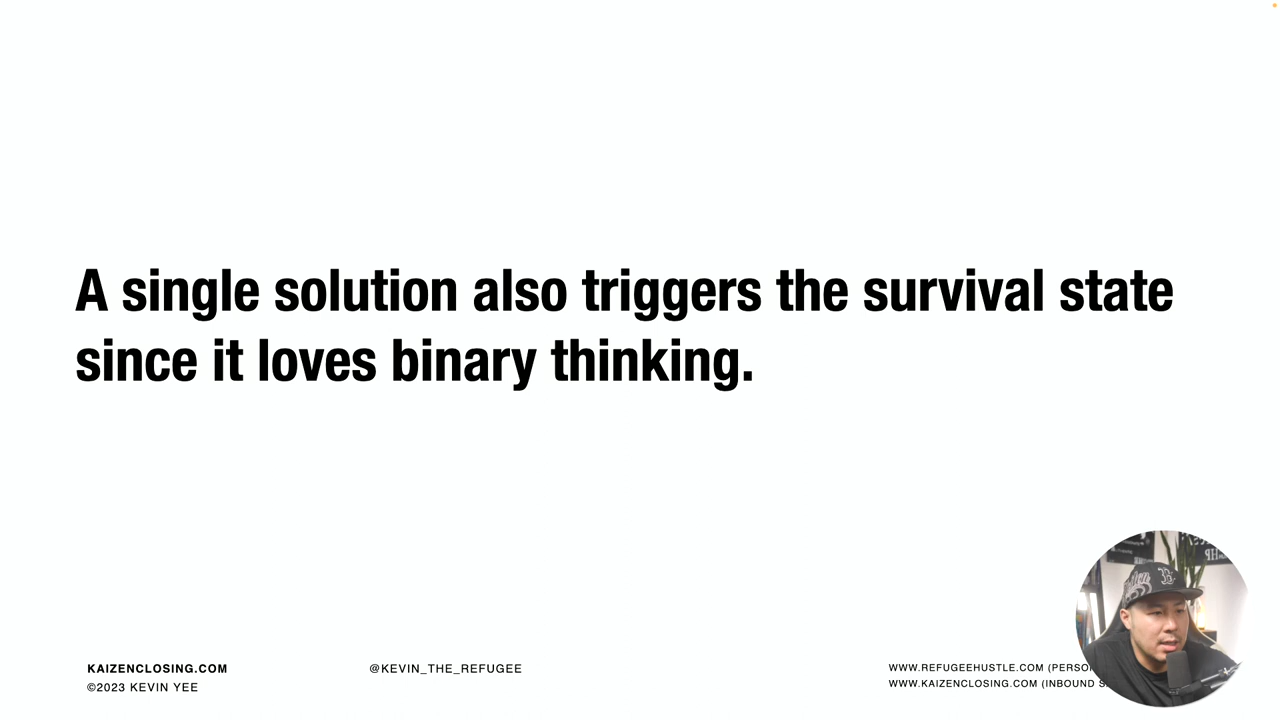 A single solution also triggers the survival state
since it loves binary thinking.
KAIZENCLOSING.COM
©2023 KEVIN YEE
@KEVIN_THE_REFUGEE
WWW.REFUGEEHUSTLE.COM
WWW.KAIZENCLOSING.COM (INBOUND